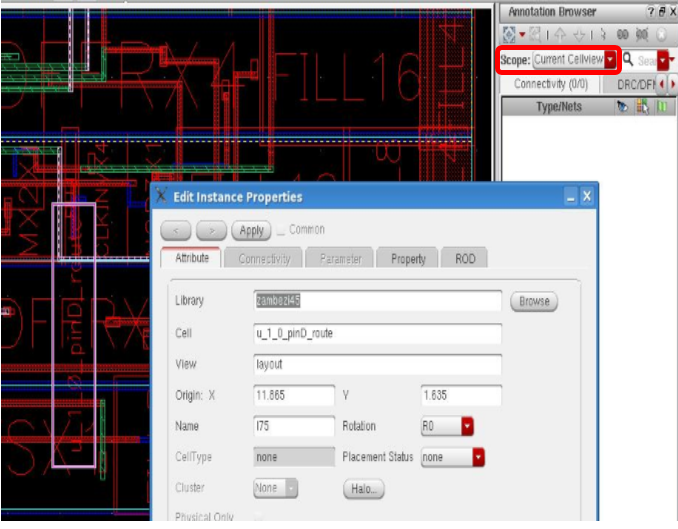 Annotation Browser
Scope: Current Cellview
Connectivity (0/0) DRC/DFM
Type/Nets
FILL16
MX2X
CLKINVX4
u_1_0_pinD_route
Edit Instance Properties
< > Apply Common
Attribute Connectivity Parameter Property ROD
Library zambezi45 Browse
Cell u_1_0_pinD_route
View layout
Origin: X 11.865 Y 1.635
Name I75 Rotation R0
CellType none Placement Status none
Cluster None Halo...
Physical Only